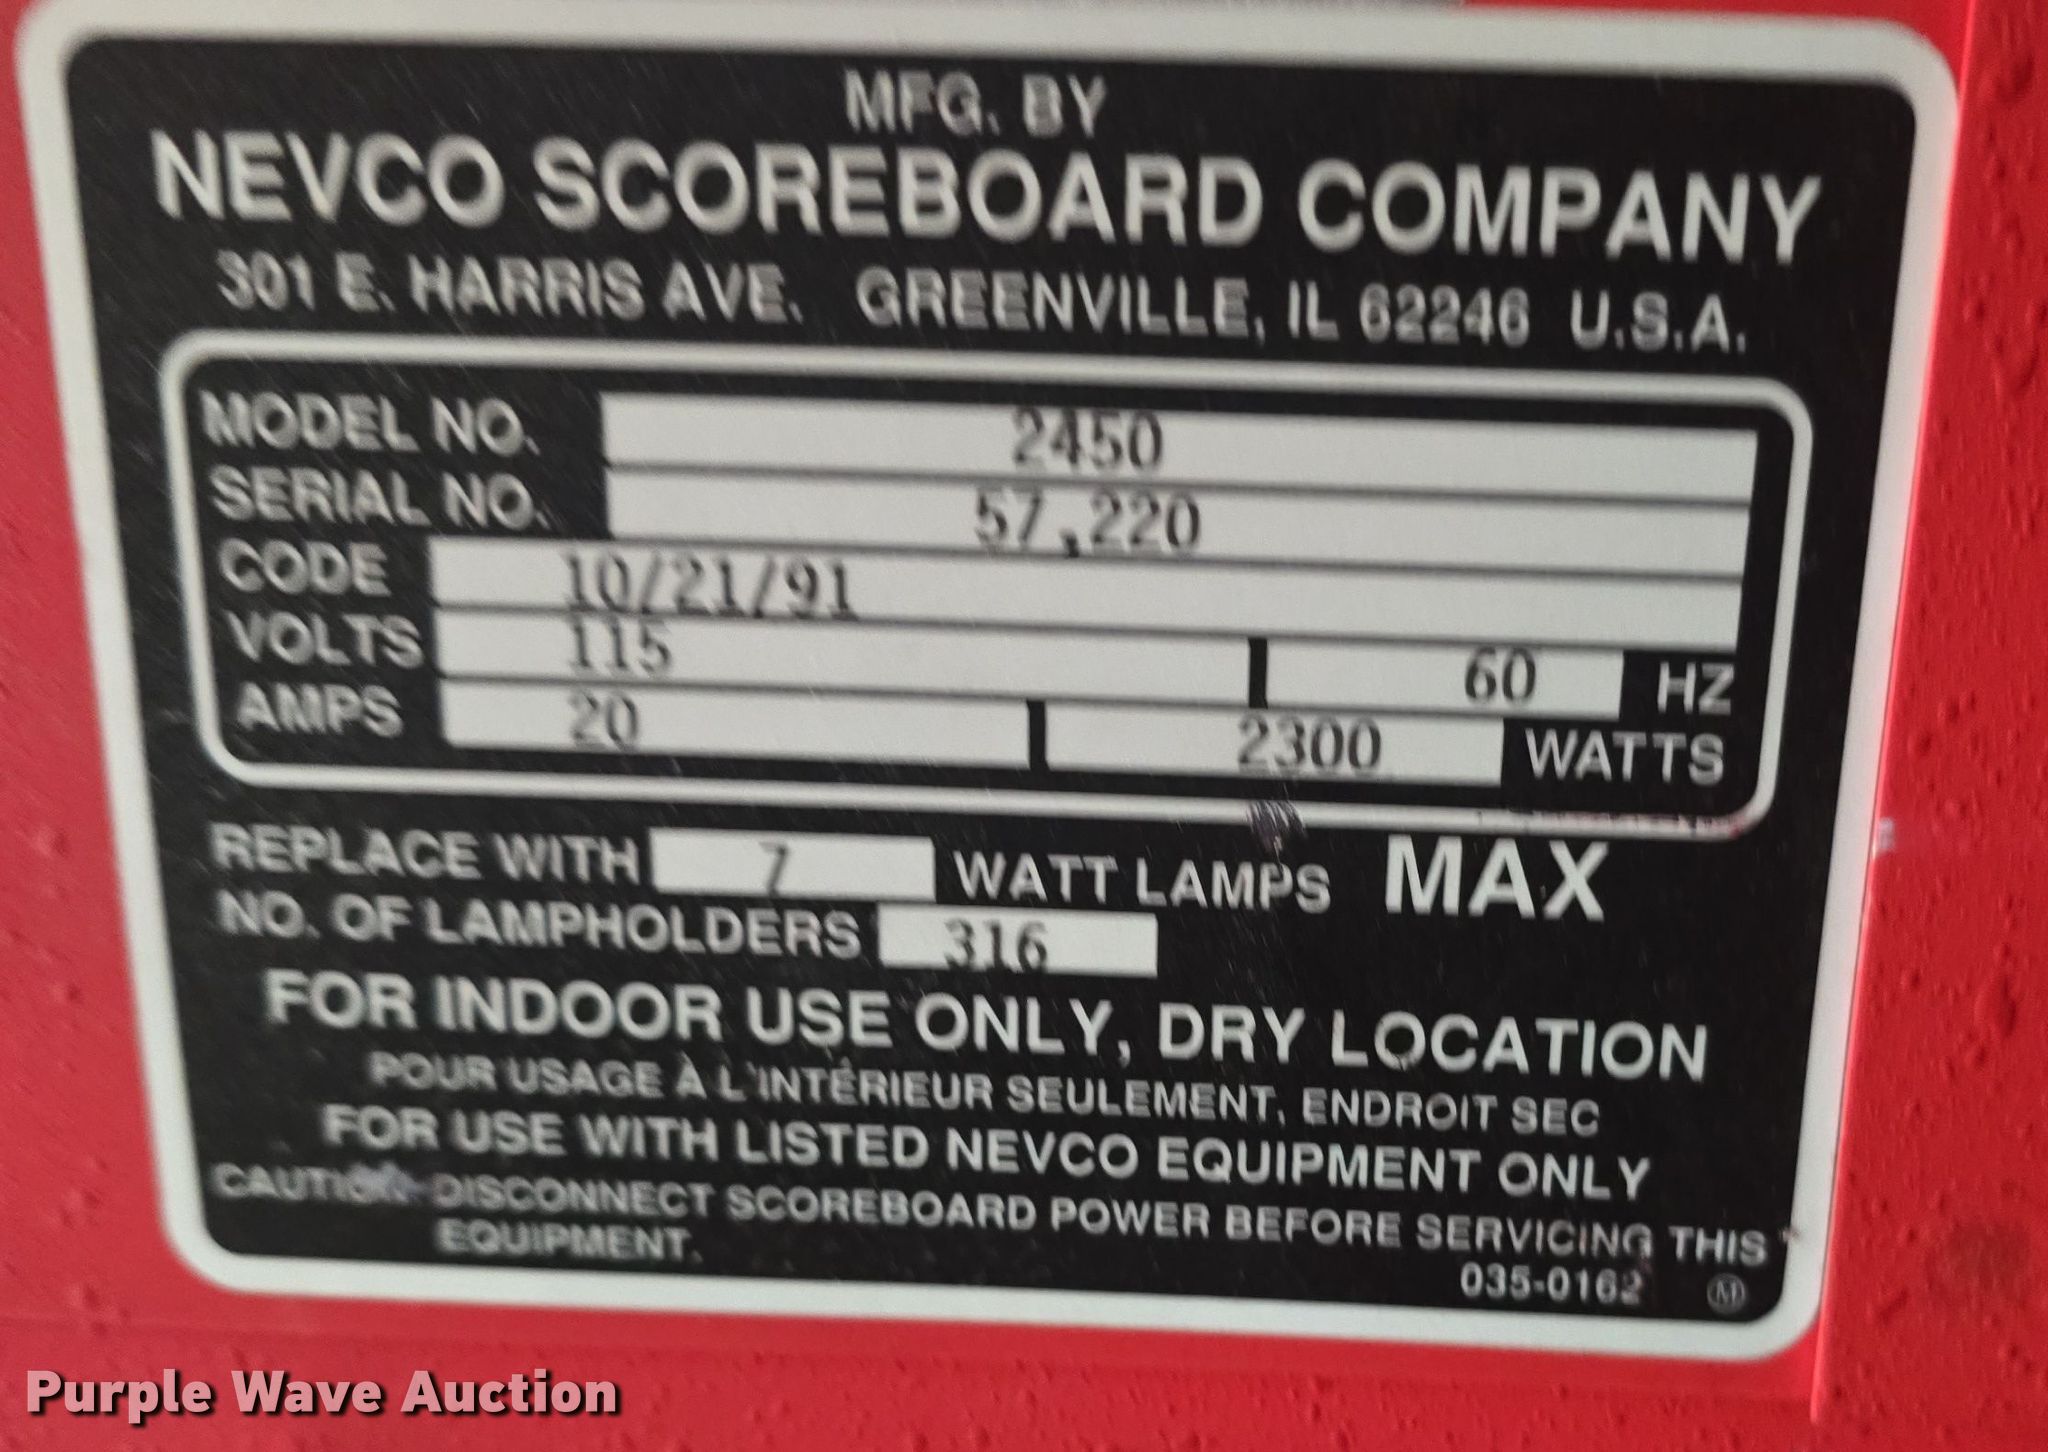 MFG. BY
NEVCO SCOREBOARD COMPANY
301 E. HARRIS AVE. GREENVILLE, IL 62246 U.S.A.
MODEL NO. 2450
SERIAL NO. 57,220
CODE 10/21/91
VOLTS 115 60 HZ
AMPS 20 2300 WATTS
REPLACE WITH 7 WATT LAMPS MAX
NO. OF LAMPHOLDERS 316
FOR INDOOR USE ONLY, DRY LOCATION
POUR USAGE À L'INTÉRIEUR SEULEMENT, ENDROIT SEC
FOR USE WITH LISTED NEVCO EQUIPMENT ONLY
CAUTION: DISCONNECT SCOREBOARD POWER BEFORE SERVICING THIS
EQUIPMENT.
035-0162 Ⓜ
Purple Wave Auction